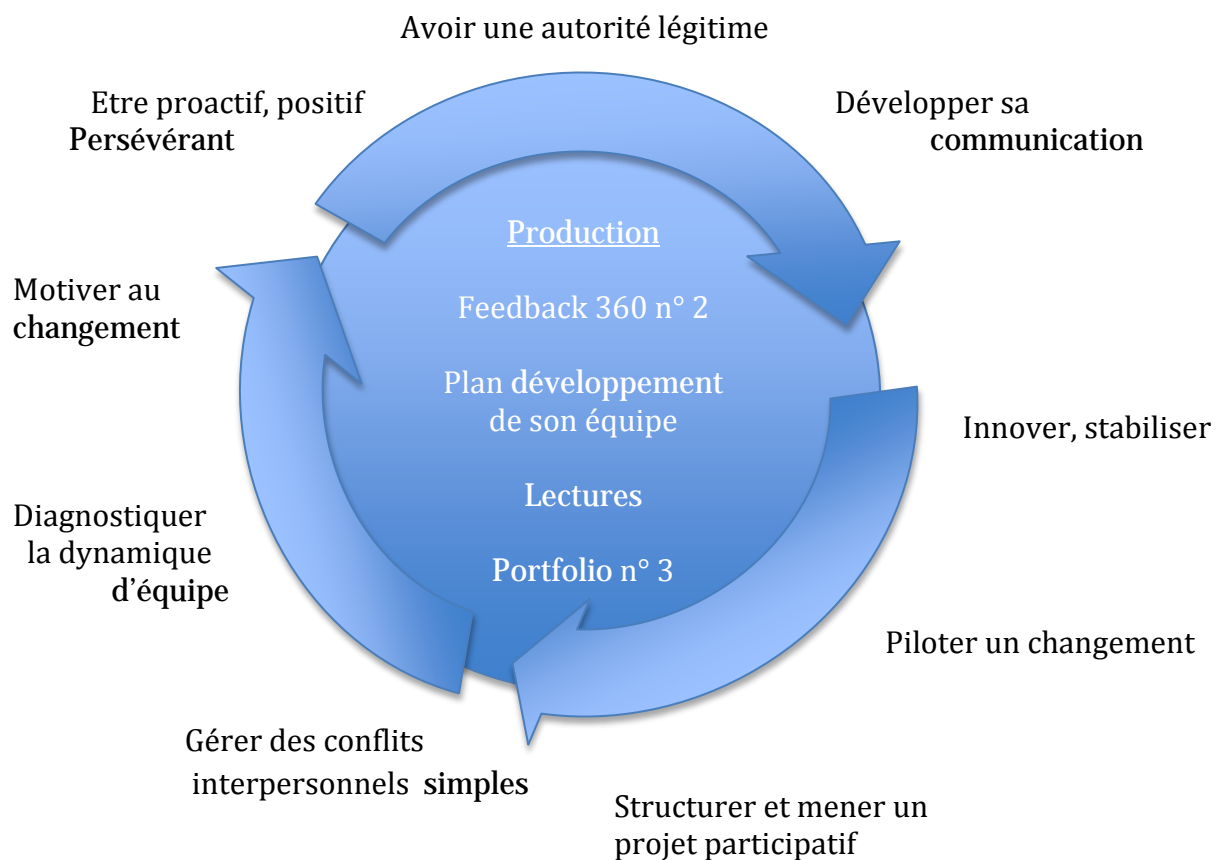 Avoir une autorité légitime
Etre proactif, positif
Persévérant
Développer sa
communication
Production
Feedback 360 n° 2
Motiver au
changement
Plan développement
de son équipe
Innover, stabiliser
Lectures
Diagnostiquer
la dynamique
d’équipe
Portfolio n° 3
Piloter un changement
Gérer des conflits
interpersonnels simples
Structurer et mener un
projet participatif